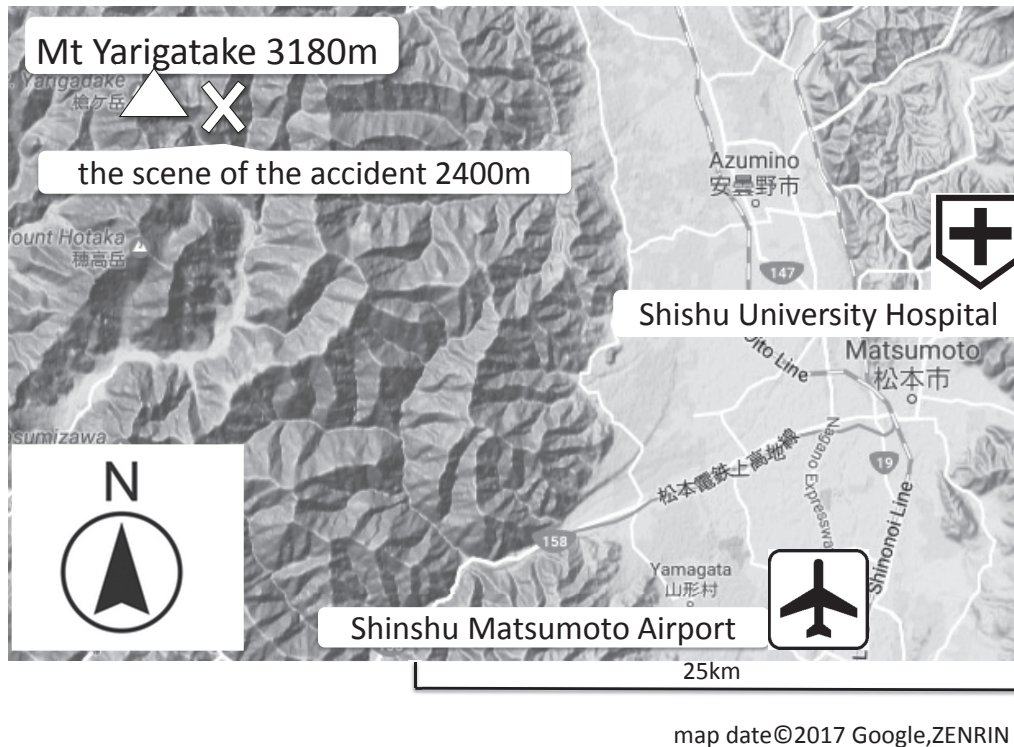 Mt Yarigatake 3180m
Yarigadake
槍ケ岳
the scene of the accident 2400m
Azumino
安曇野市
ount Hotaka
穂高岳
147
Shishu University Hospital
Oito Line
Matsumoto
松本市
asumizawa
N
松本電鉄上高地線
Nagano Expresswa
19
Shinonoi Line
158
Yamagata
山形村
Shinshu Matsumoto Airport
25km
map date©2017 Google,ZENRIN